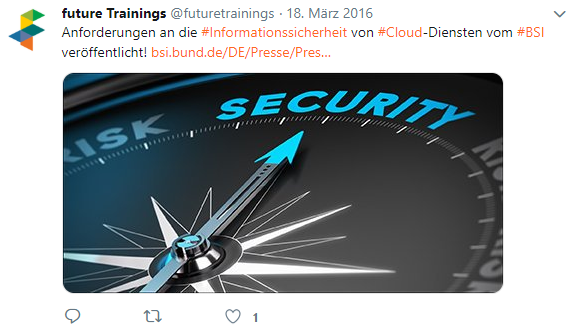 future Trainings @futuretrainings · 18. März 2016
Anforderungen an die #Informationssicherheit von #Cloud-Diensten vom #BSI
veröffentlicht! bsi.bund.de/DE/Presse/Pres...
SECURITY
RISK
RISK
1